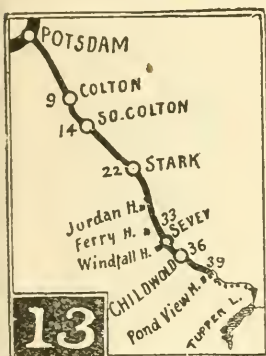 POTSDAM
9 COLTON
14 SO. COLTON
22 STARK
Jordan H.
Ferry H.
Windfall H.
33 SEVEY
CHILDWOLD 36
Pond View H. 39
TUPPER L.
13